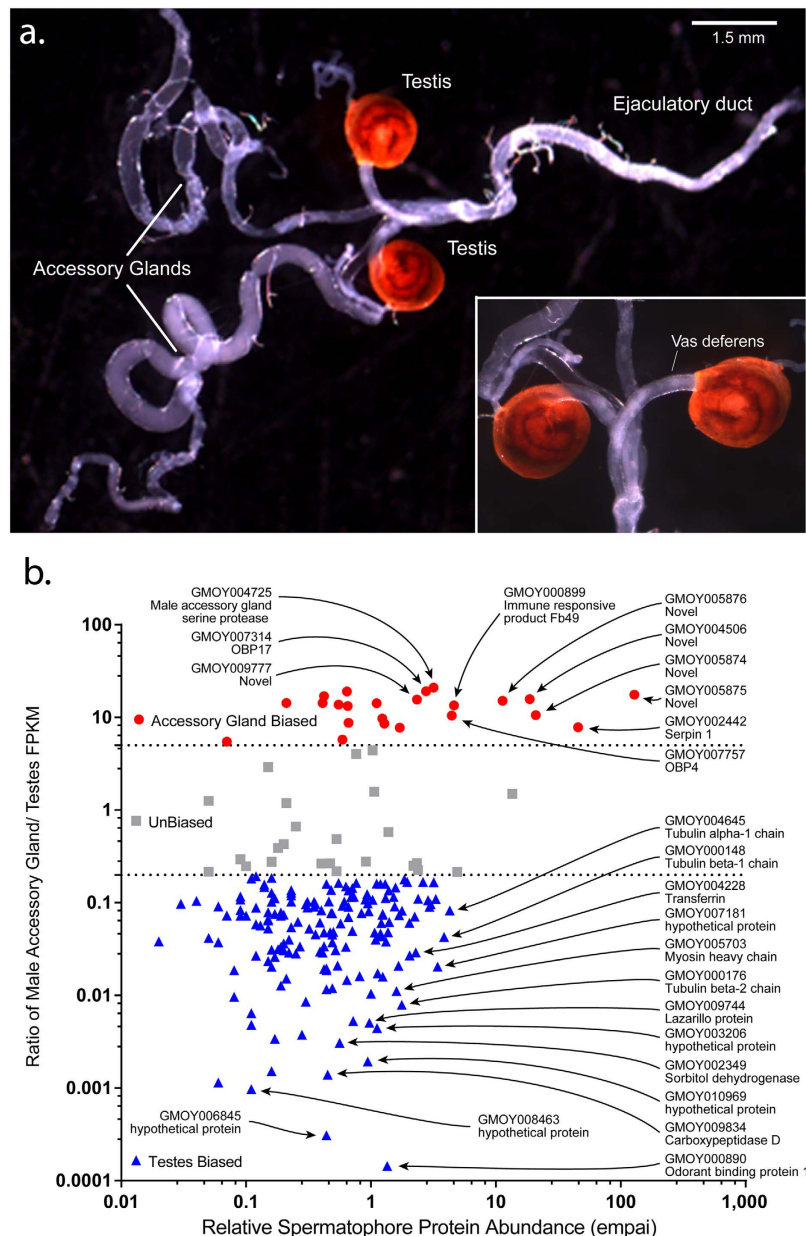 a.
1.5 mm
Testis
Ejaculatory duct
Testis
Accessory Glands
Vas deferens
b.
GMOY004725
Male accessory gland
serine protease
GMOY007314
OBP17
GMOY009777
Novel
GMOY000899
Immune responsive
product Fb49
GMOY005876
Novel
GMOY004506
Novel
GMOY005874
Novel
GMOY005875
Novel
GMOY002442
Serpin 1
GMOY007757
OBP4
Accessory Gland Biased
UnBiased
GMOY004645
Tubulin alpha-1 chain
GMOY000148
Tubulin beta-1 chain
GMOY004228
Transferrin
GMOY007181
hypothetical protein
GMOY005703
Myosin heavy chain
GMOY000176
Tubulin beta-2 chain
GMOY009744
Lazarillo protein
GMOY003206
hypothetical protein
GMOY002349
Sorbitol dehydrogenase
GMOY010969
hypothetical protein
GMOY009834
Carboxypeptidase D
GMOY000890
Odorant binding protein 1
GMOY006845
hypothetical protein
GMOY008463
hypothetical protein
Testes Biased
Ratio of Male Accessory Gland/ Testes FPKM
100
10
1
0.1
0.01
0.001
0.0001
0.01
0.1
1
10
100
1,000
Relative Spermatophore Protein Abundance (empai)